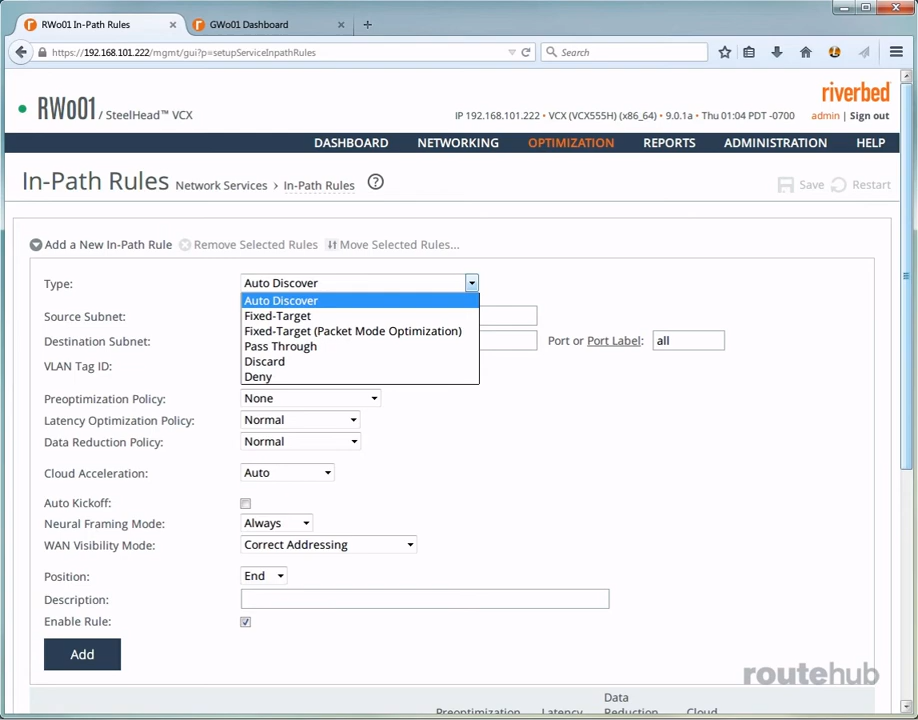 RWo01 In-Path Rules × GWo01 Dashboard × +
https://192.168.101.222/mgmt/gui?p=setupServiceInpathRules Search
riverbed
RWo01 / SteelHead™ VCX
IP 192.168.101.222 • VCX (VCX555H) (x86_64) • 9.0.1a • Thu 01:04 PDT -0700 admin | Sign out
DASHBOARD NETWORKING OPTIMIZATION REPORTS ADMINISTRATION HELP
In-Path Rules Network Services › In-Path Rules ? Save Restart
Add a New In-Path Rule Remove Selected Rules Move Selected Rules...
Type: Auto Discover
Auto Discover
Source Subnet: Fixed-Target
Fixed-Target (Packet Mode Optimization)
Destination Subnet: Pass Through Port or Port Label: all
VLAN Tag ID: Discard
Deny
Preoptimization Policy: None
Latency Optimization Policy: Normal
Data Reduction Policy: Normal
Cloud Acceleration: Auto
Auto Kickoff:
Neural Framing Mode: Always
WAN Visibility Mode: Correct Addressing
Position: End
Description:
Enable Rule:
Add
routehub
Data
Preoptimization Latency Reduction Cloud